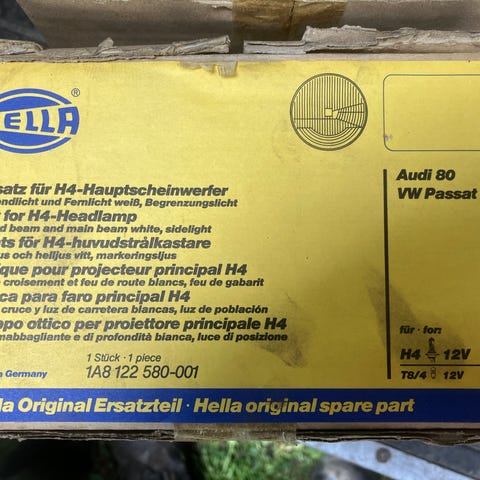 HELLA ®
satz für H4-Hauptscheinwerfer
endlicht und Fernlicht weiß, Begrenzungslicht
for H4-Headlamp
d beam and main beam white, sidelight
ts för H4-huvudstrålkastare
us och helljus vitt, markeringsljus
ique pour projecteur principal H4
croisement et feu de route blancs, feu de gabarit
ca para faro principal H4
cruce y luz de carretera blancas, luz de población
ppo ottico per proiettore principale H4
mabbagliante e di profondità bianca, luce di posizione
1 Stück · 1 piece
1A8 122 580-001
n Germany
Audi 80
VW Passat
für · for:
H4 12V
T8/4 12V
la Original Ersatzteil · Hella original spare part